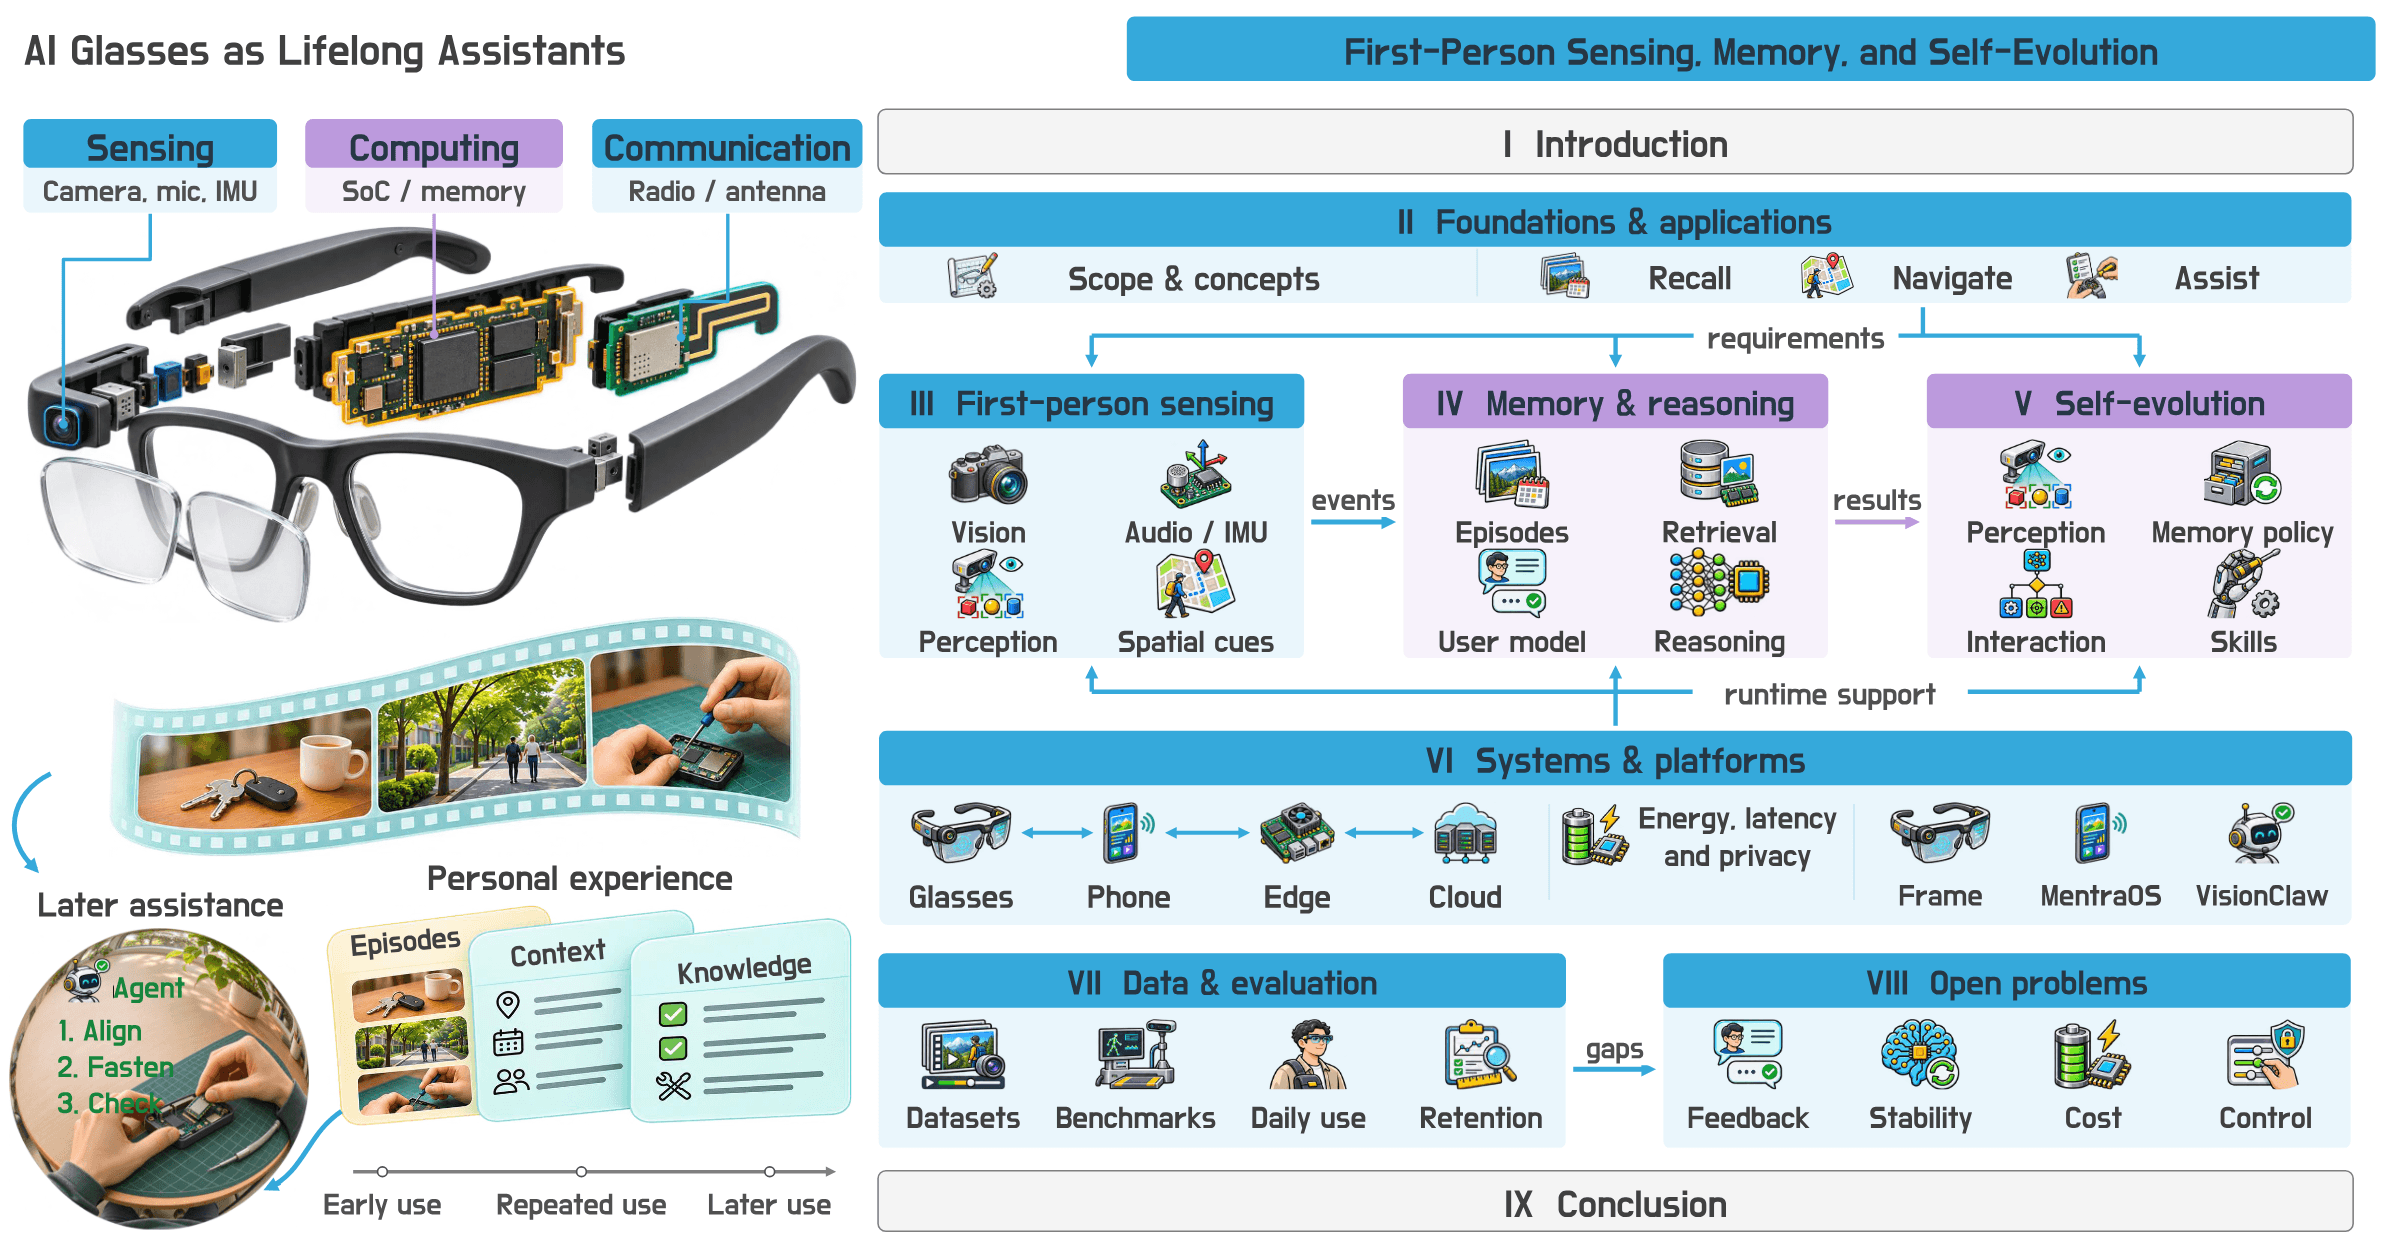 AI Glasses as Lifelong Assistants
First-Person Sensing, Memory, and Self-Evolution
Sensing
Camera, mic, IMU
Computing
SoC / memory
Communication
Radio / antenna
Personal experience
Later assistance
Agent
1. Align
2. Fasten
3. Check
Episodes
Context
Knowledge
Early use
Repeated use
Later use
I Introduction
II Foundations & applications
Scope & concepts
Recall
Navigate
Assist
requirements
III First-person sensing
Vision
Audio / IMU
Perception
Spatial cues
events
IV Memory & reasoning
Episodes
Retrieval
User model
Reasoning
results
V Self-evolution
Perception
Memory policy
Interaction
Skills
runtime support
VI Systems & platforms
Glasses
Phone
Edge
Cloud
Energy, latency
and privacy
Frame
MentraOS
VisionClaw
VII Data & evaluation
Datasets
Benchmarks
Daily use
Retention
gaps
VIII Open problems
Feedback
Stability
Cost
Control
IX Conclusion